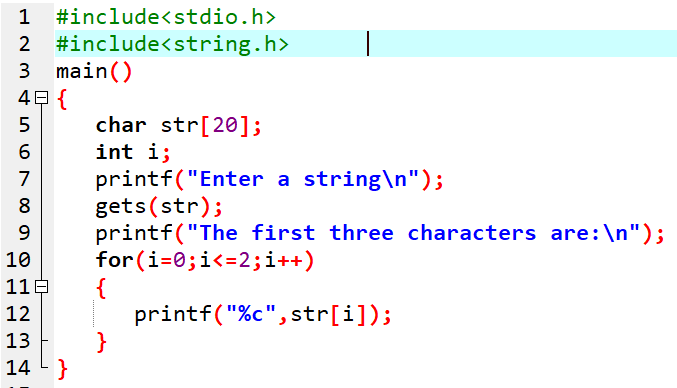 1 #include<stdio.h>
2 #include<string.h>
3 main()
4 {
5 char str[20];
6 int i;
7 printf("Enter a string\n");
8 gets(str);
9 printf("The first three characters are:\n");
10 for(i=0;i<=2;i++)
11 {
12 printf("%c",str[i]);
13 }
14 }